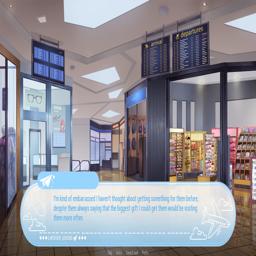 arrival
departures
I'm kind of embarrassed I haven't thought about getting something for them before,
despite them always saying that the biggest gift I could get them would be visiting
them more often.